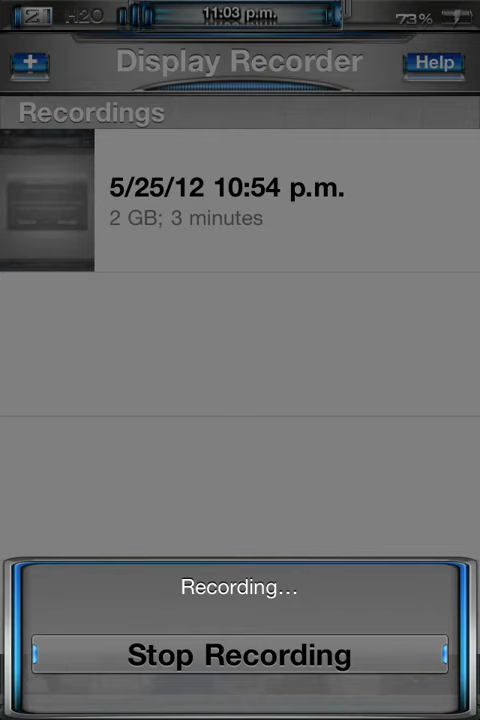 H2O
11:03 p.m.
73%
Display Recorder
Help
Recordings
5/25/12 10:54 p.m.
2 GB; 3 minutes
Recording...
Stop Recording